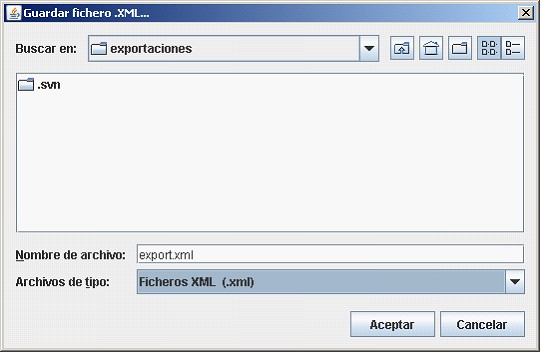 Guardar fichero .XML...
Buscar en: exportaciones
.svn
Nombre de archivo: export.xml
Archivos de tipo: Ficheros XML (.xml)
Aceptar Cancelar